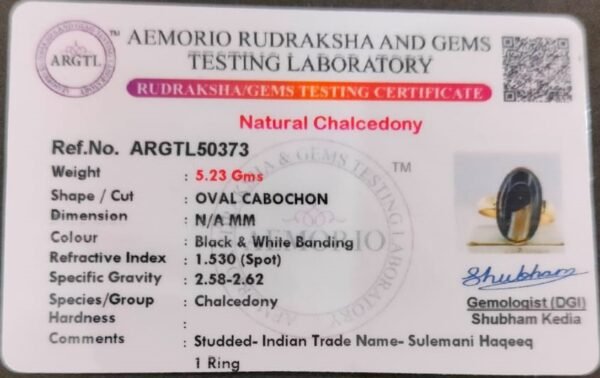 ARGTL
TM
AEMORIO RUDRAKSHA AND GEMS
TESTING LABORATORY
RUDRAKSHA/GEMS TESTING CERTIFICATE
Natural Chalcedony
Ref.No. ARGTL50373
Weight : 5.23 Gms
Shape / Cut : OVAL CABOCHON
Dimension : N/A MM
Colour : Black & White Banding
Refractive Index : 1.530 (Spot)
Specific Gravity : 2.58-2.62
Species/Group : Chalcedony
Hardness :
Comments : Studded- Indian Trade Name- Sulemani Haqeeq
1 Ring
TM
AEMORIO
Shubham
Gemologist (DGI)
Shubham Kedia